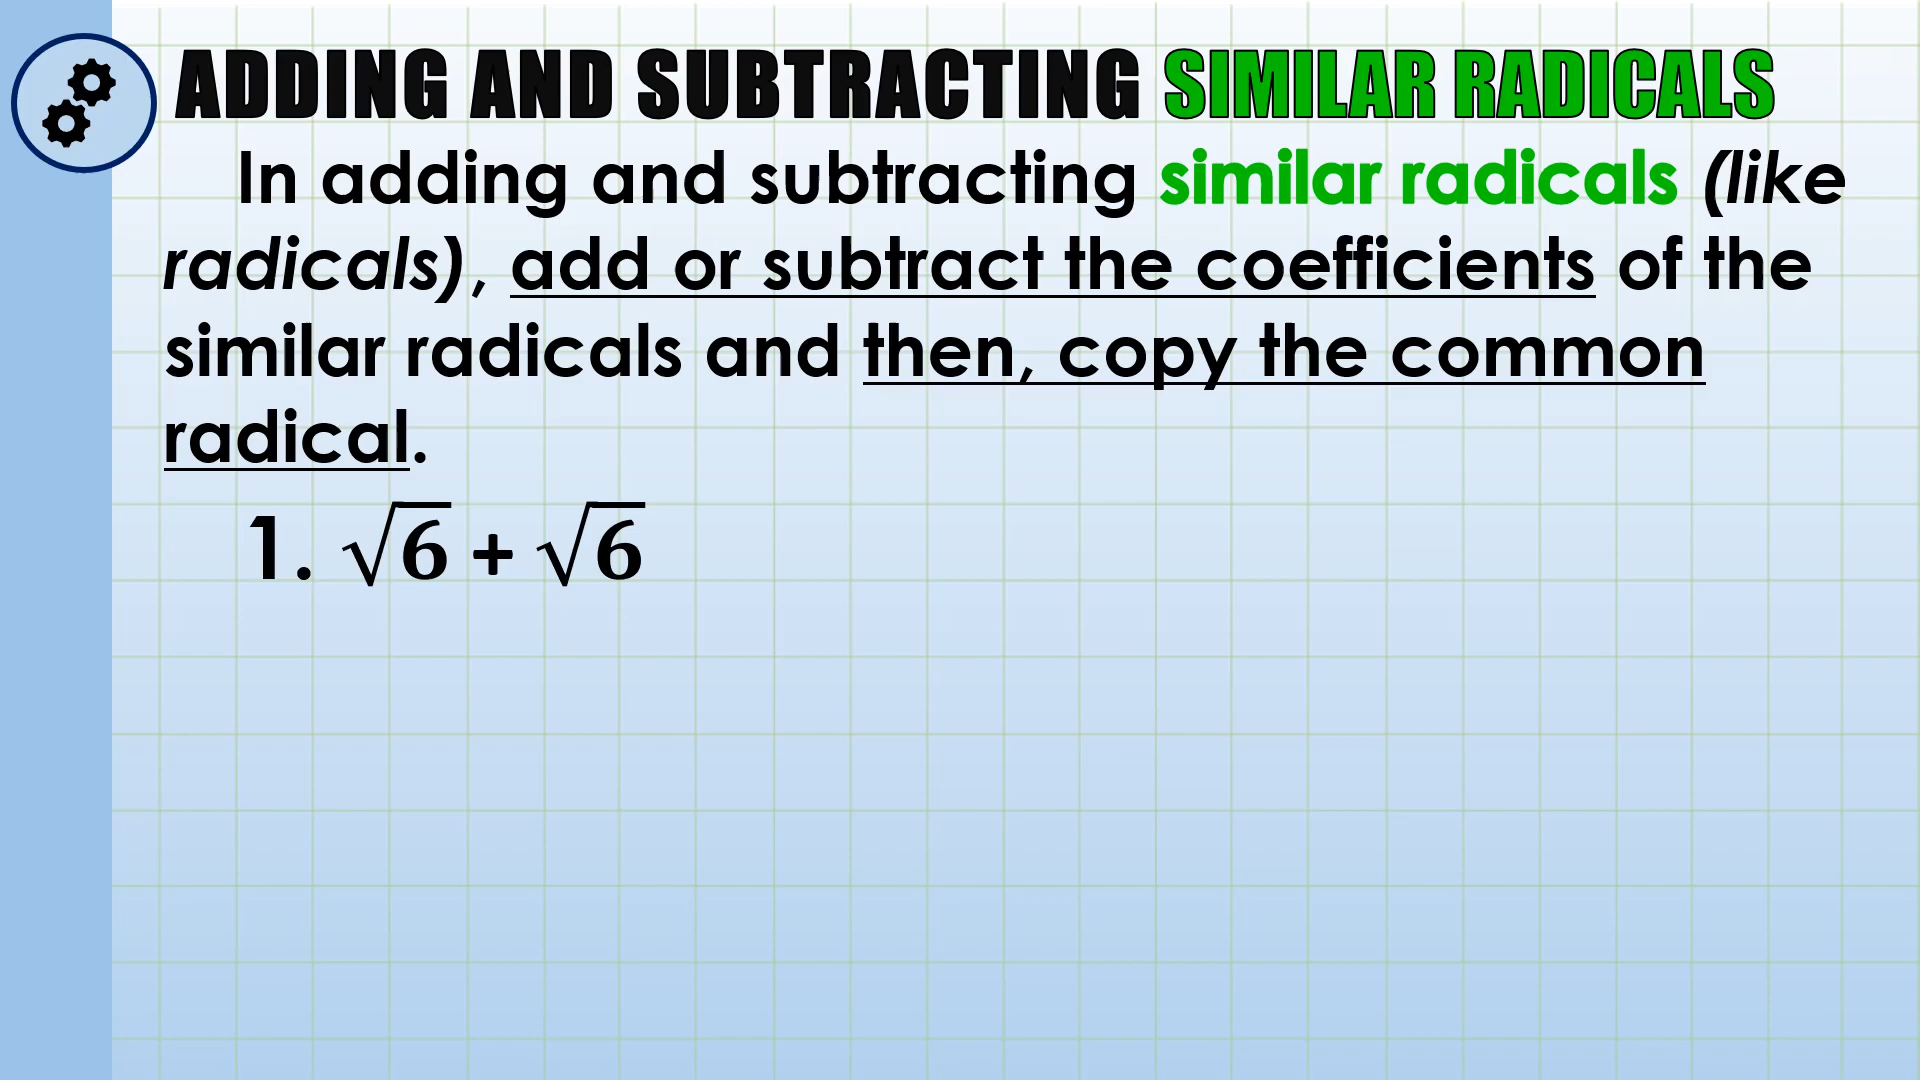 ADDING AND SUBTRACTING SIMILAR RADICALS
In adding and subtracting similar radicals (like
radicals), add or subtract the coefficients of the
similar radicals and then, copy the common
radical.
1. √6 + √6